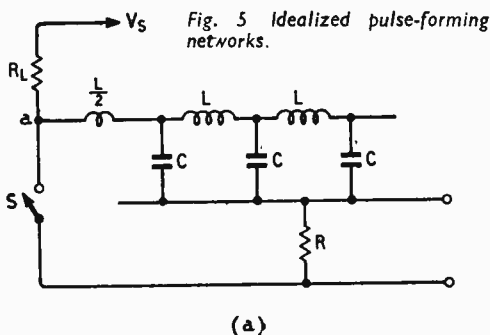 VS
Fig. 5 Idealized pulse-forming
networks.
RL
L/2
L
L
a
C
C
C
S
R
(a)